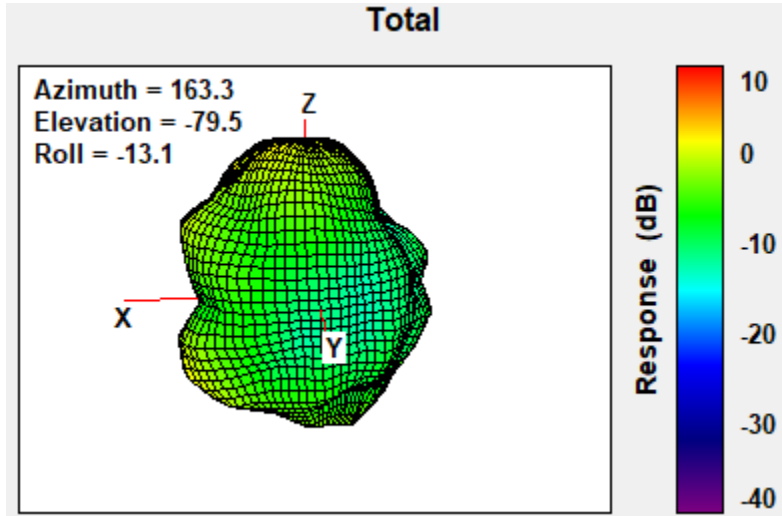 Total
Azimuth = 163.3
Elevation = -79.5
Roll = -13.1
Z
X
Y
Response (dB)
10
0
-10
-20
-30
-40